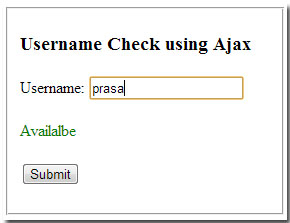 Username Check using Ajax
Username: prasa
Availalbe
Submit